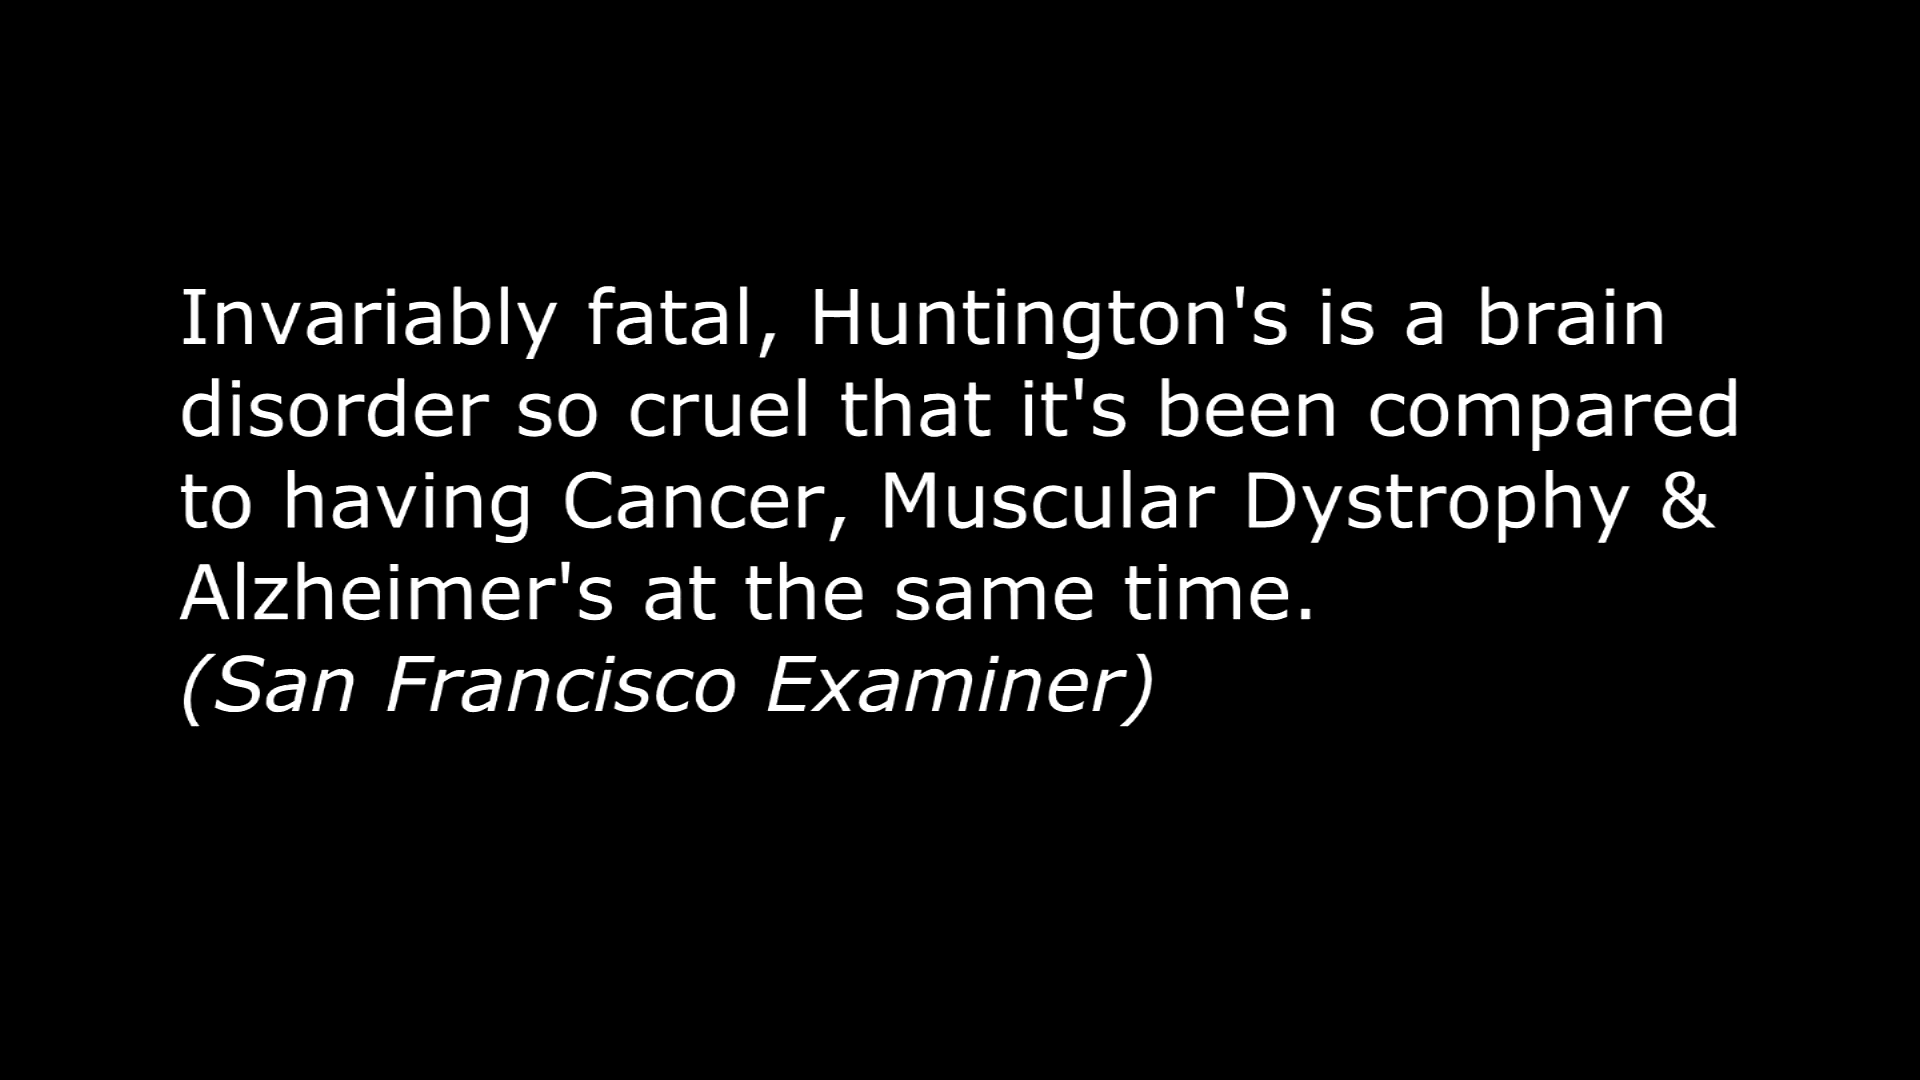 Invariably fatal, Huntington's is a brain
disorder so cruel that it's been compared
to having Cancer, Muscular Dystrophy &
Alzheimer's at the same time.
(San Francisco Examiner)